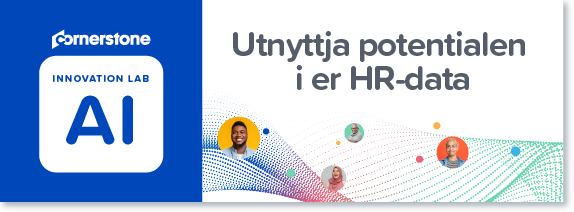 cornerstone
INNOVATION LAB
AI
Utnyttja potentialen
i er HR-data